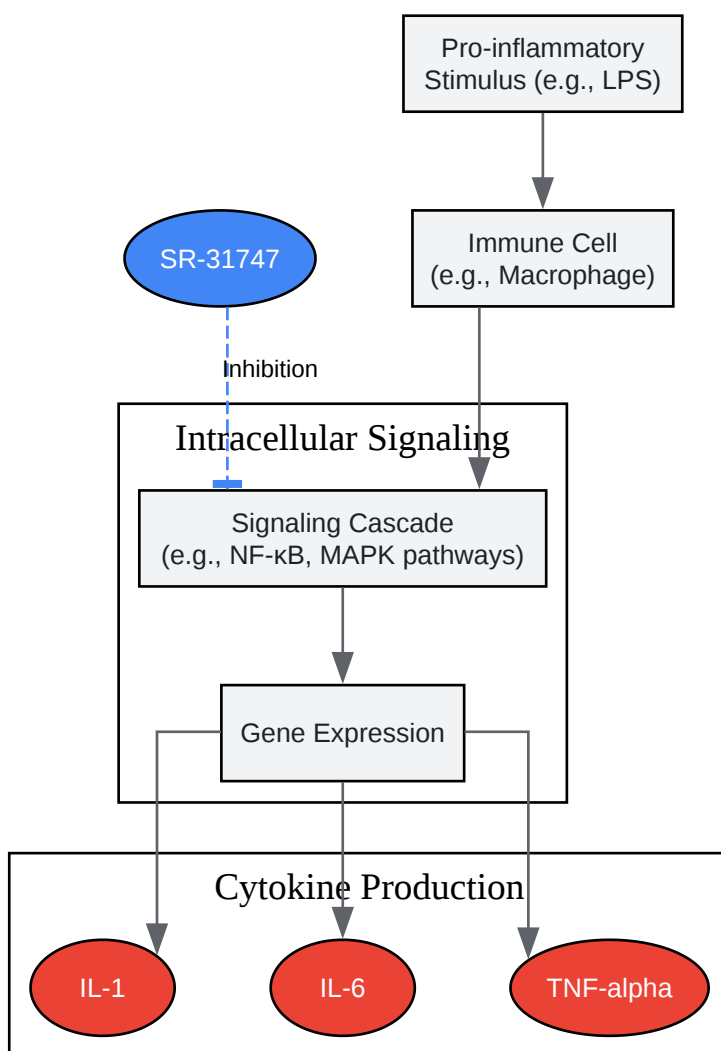 Pro-inflammatory
Stimulus (e.g., LPS)
SR-31747
Immune Cell
(e.g., Macrophage)
Inhibition
Intracellular Signaling
Signaling Cascade
(e.g., NF-κB, MAPK pathways)
Gene Expression
Cytokine Production
IL-1
IL-6
TNF-alpha